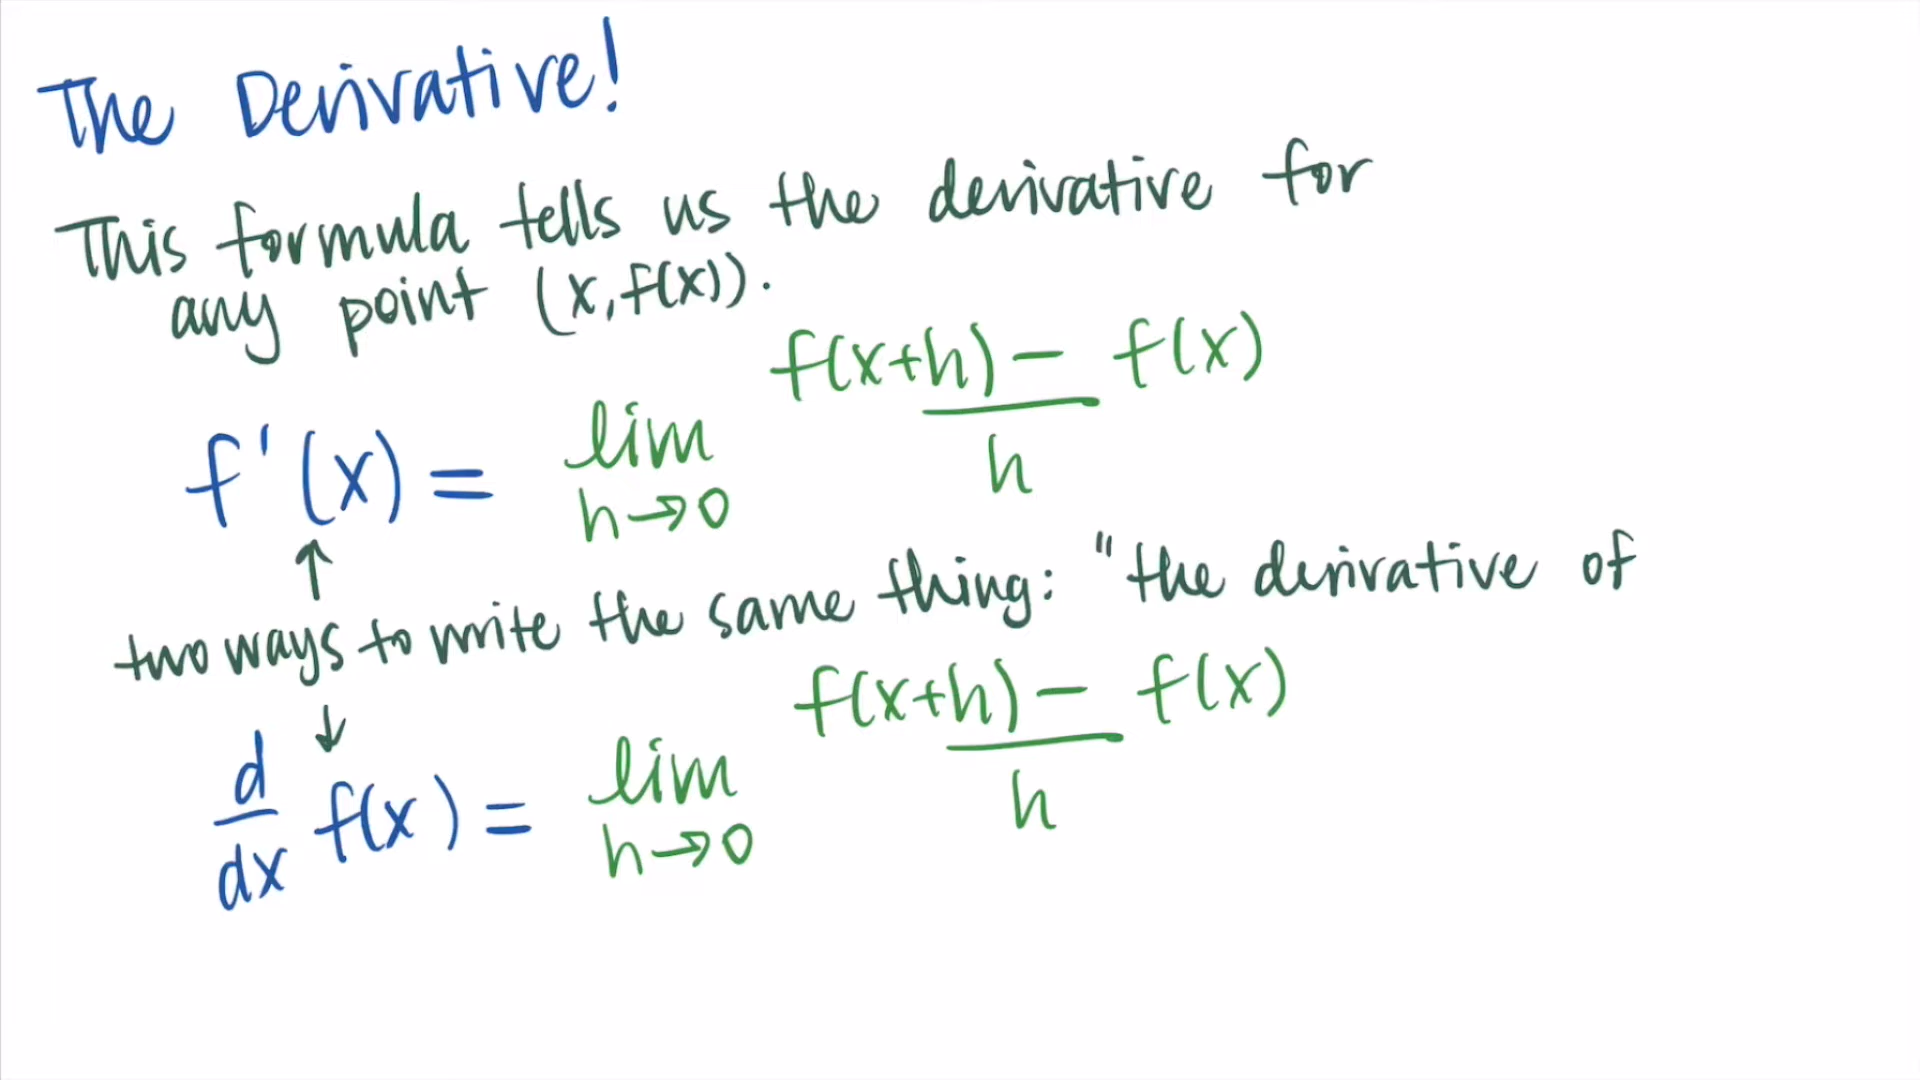 The Derivative!
This formula tells us the derivative for
any point (x, f(x)).
f'(x) = lim h→0 f(x+h) - f(x) / h
↑
two ways to write the same thing: "the derivative of
↓
d/dx f(x) = lim h→0 f(x+h) - f(x) / h